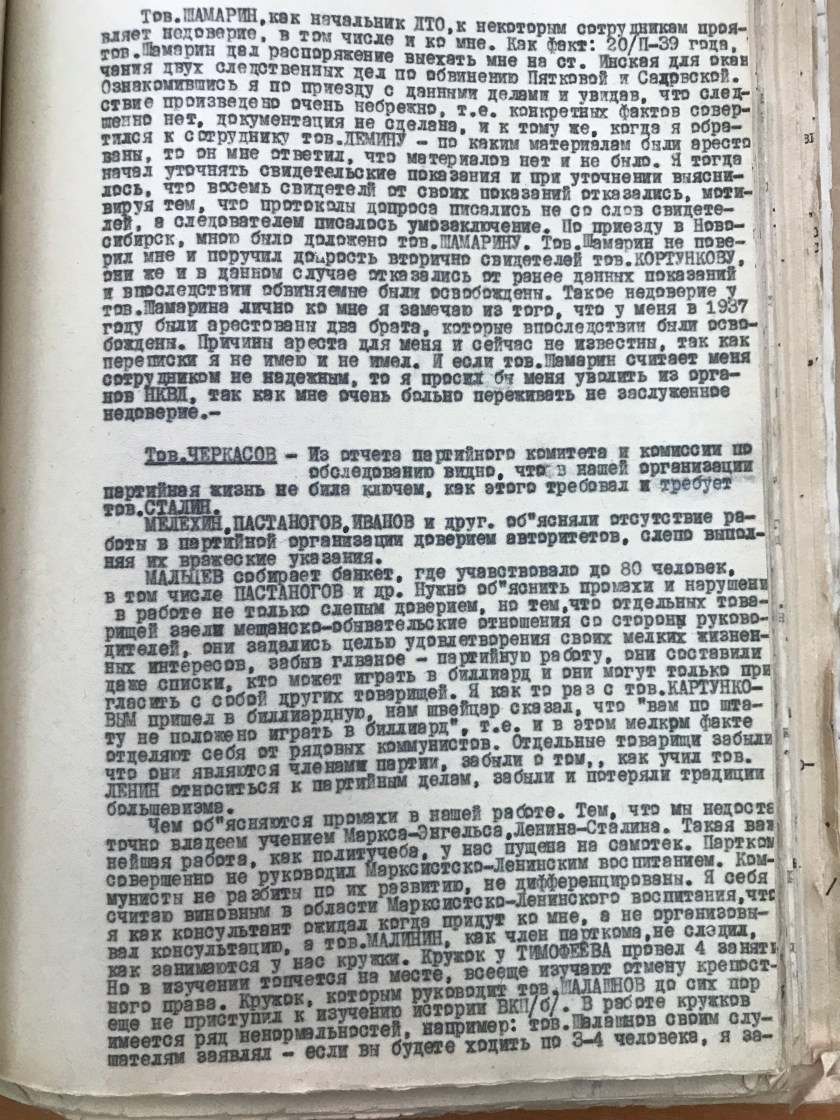 Тов.ШАМАРИН,как начальник ДТО,к некоторым сотрудникам проя-
вляет недоверие, в том числе и ко мне. Как факт: 20/П-39 года,
тов.Шамарин дал распоряжение выехать мне на ст. Инская для окан
чания двух следственных дел по обвинению Пятковой и Садовской.
Ознакомившись я по приезду с данными делами и увидав, что след-
ствие произведено очень небрежно, т.е. конкретных фактов совер-
шенно нет, документация не сделана, и к тому же, когда я обра-
тился к сотруднику тов.ДЕМИНУ - по каким материалам были аресто
ваны, то он мне ответил, что материалов нет и не было. Я тогда
начал уточнять свидетельские показания и при уточнении выясни-
лось, что восемь свидетелй от своих показаний отказались, моти-
вируя тем, что протоколы допроса писались не со слов свидете-
лей, а следователем писалось умозаключение. По приезду в Ново-
сибирск, мною было доложено тов.ШАМАРИНУ. Тов.Шамарин не пове-
рил мне и поручил допрость вторично свидетелей тов.КОРТУНКОВУ,
они же и в данном случае отказались от ранее данных показаний
и впоследствии обвиняемые были освобождены. Такое недоверие у
тов.Шамарина лично ко мне я замечаю из того, что у меня в 1937
году были арестованы два брата, которые впоследствии были осво-
бождены. Причины ареста для меня и сейчас не известны, так как
переписки я не имею и не имел. И если тов.Шамарин считает меня
сотрудником не надежным, то я просил бы меня уволить из орга-
нов НКВД, так как мне очень больно переживать не заслуженное
недоверие.-
Тов.ЧЕРКАСОВ - Из отчета партийного комитета и комиссии по
обследованию видно, что в нашей организации
партийная жизнь не била ключем, как этого требовал и требует
тов.СТАЛИН.
МЕЛЕХИН,ПАСТАНОГОВ,ИВАНОВ и друг. об"ясняли отсутствие ра-
боты в партийной организации доверием авторитетов, слепо выпол-
няя их вражеские указания.
МАЛЬЦЕВ собирает банкет, где учавствовало до 80 человек,
в том числе ПАСТАНОГОВ и др. Нужно об"яснить промахи и нарушени
в работе не только слепым доверием, но тем,что отдельных това-
рищей заели мещанско-обывательские отношения со стороны руково-
дителей, они задались целью удовлетворения своих мелких жизнен-
ных интересов, забыв глваное - партийную работу, они составили
даже списки, кто может играть в биллиард и они могут только при
гласить с собой других товарищей. Я как то раз с тов.КАРТУНКО-
ВЫМ пришел в биллиардную, нам швейцар сказал, что "вам по шта-
ту не положено играть в биллиард", т.е. и в этом мелком факте
отделяют себя от рядовых коммунистов. Отдельные товарищи забыли
что они являются членами партии, забыли о том,, как учил тов.
ЛЕНИН относиться к партийным делам, забыли и потеряли традиции
большевизма.
Чем об"ясняются промахи в нашей работе. Тем, что мы недоста
точно владеем учением Маркса-Энгельса,Ленина-Сталина. Такая важ
нейшая работа, как политучеба, у нас пущена на самотек. Партком
совершенно не руководил Марксистско-Ленинским воспитанием. Ком-
мунисты не разбиты по их развитию, не дифференцированы. Я себя
считаю виновным в области Марксистско-Ленинского воспитания,что
я как консультант ожидал когда придут ко мне, а не организовы-
вал консультацию, а тов.МАЛИНИН, как член парткома,не следил,
как занимаются у нас кружки. Кружок у ТИМОФЕЕВА провел 4 заняти
Но в изучении топчется на месте, всееще изучают отмену крепост-
ного права. Кружок, которым руководит тов.ШАЛАШНОВ до сих пор
еще не приступил к изучению истории ВКП/б/. В работе кружков
имеется ряд ненормальностей, например: тов.Шалашнов своим слу-
шателям заявлял - если вы будете ходить по 3-4 человека, я за-